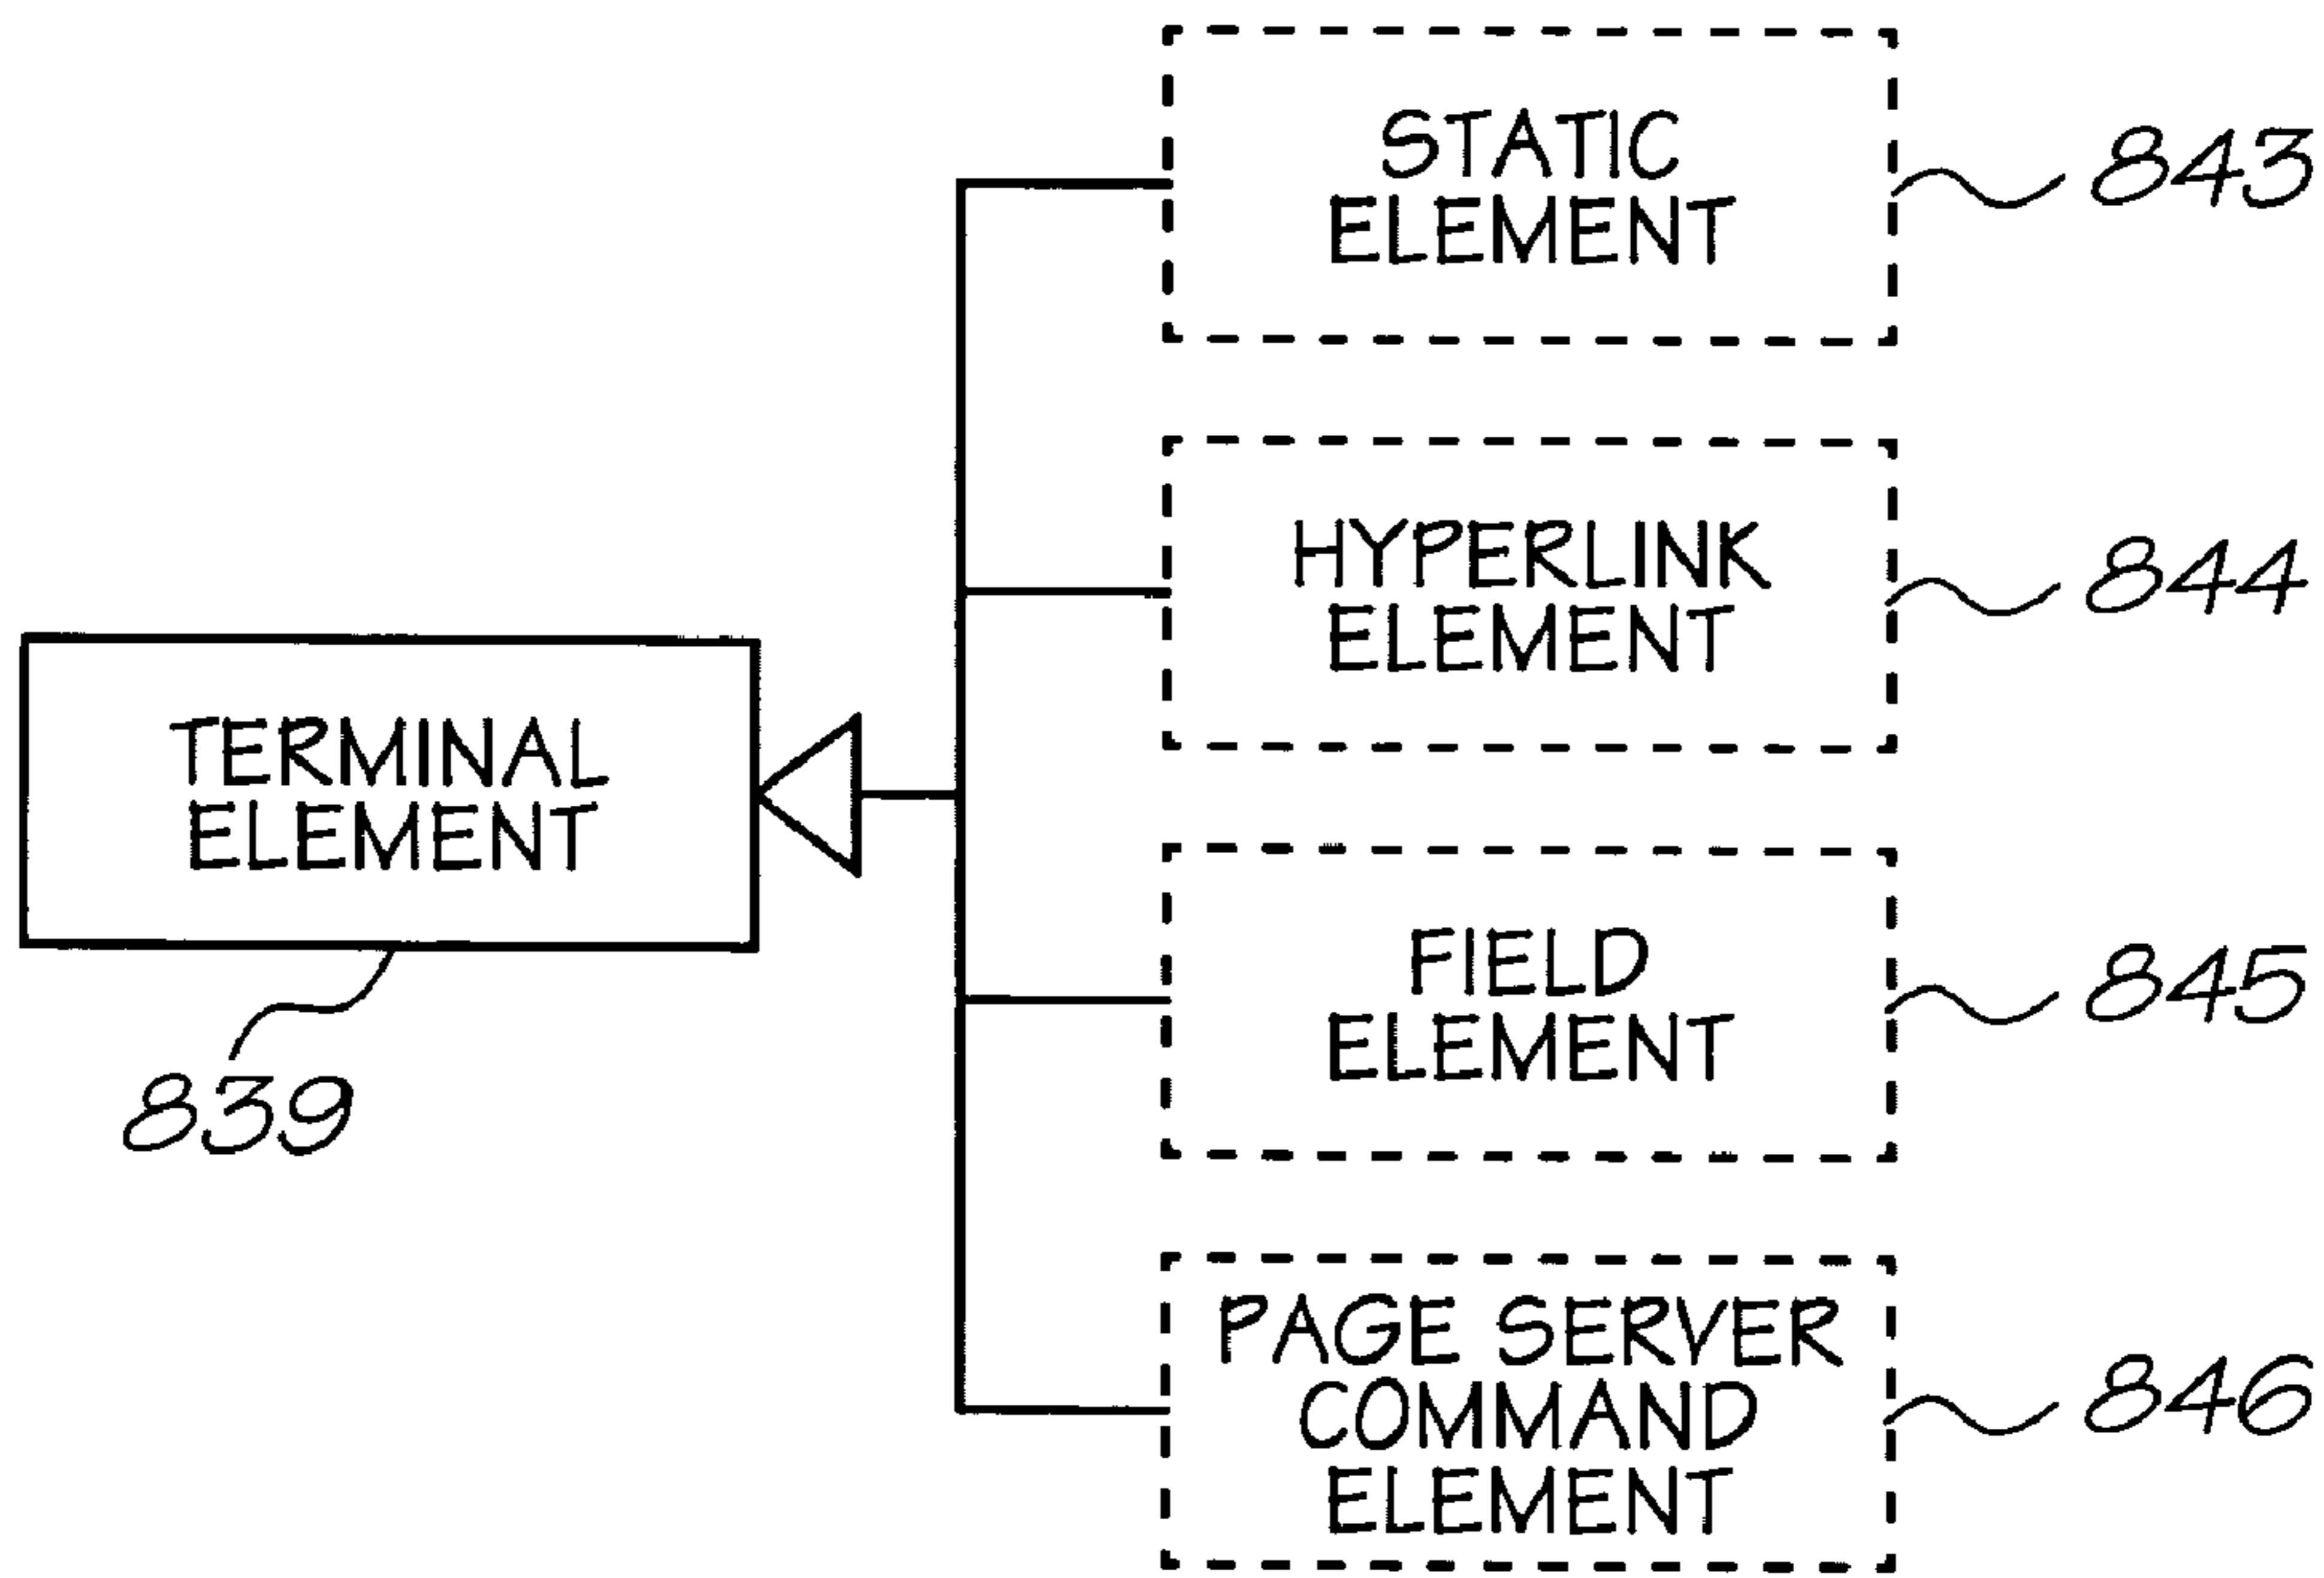 STATIC
ELEMENT
843
HYPERLINK
ELEMENT
844
TERMINAL
ELEMENT
839
FIELD
ELEMENT
845
PAGE SERVER
COMMAND
ELEMENT
846